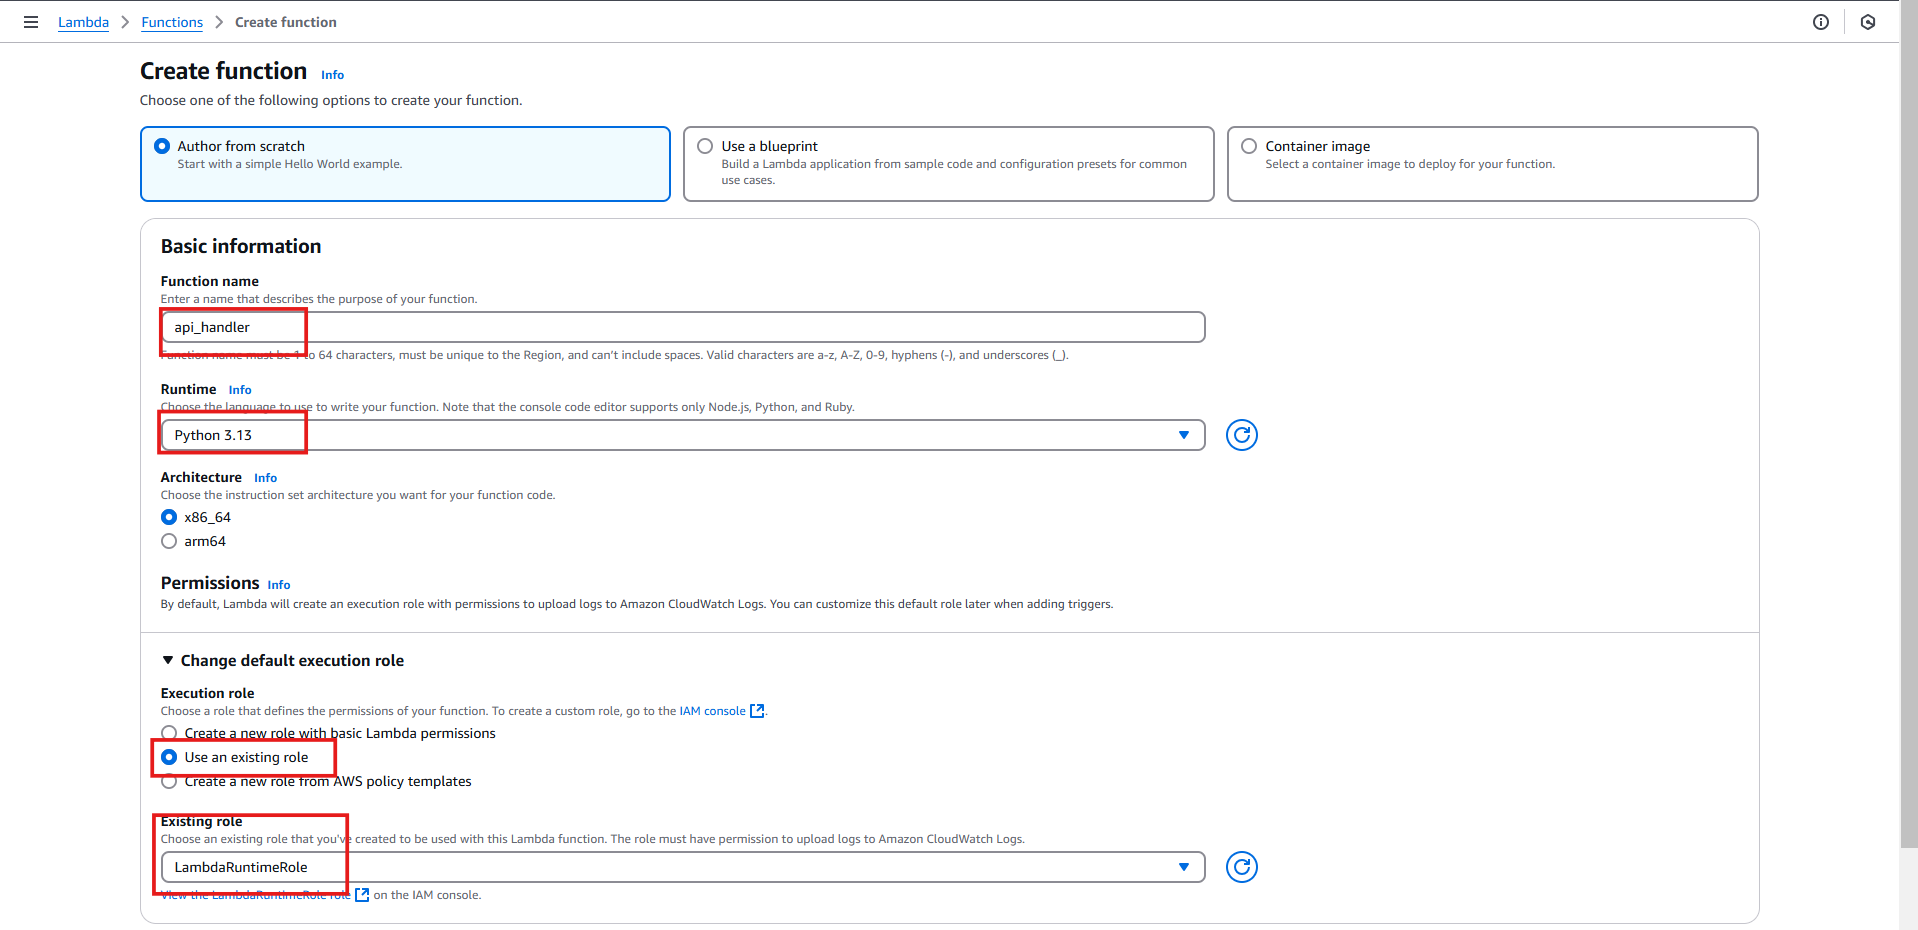 Lambda > Functions > Create function
Create function Info
Choose one of the following options to create your function.
Author from scratch
Start with a simple Hello World example.
Use a blueprint
Build a Lambda application from sample code and configuration presets for common
use cases.
Container image
Select a container image to deploy for your function.
Basic information
Function name
Enter a name that describes the purpose of your function.
api_handler
Function name must be 1 to 64 characters, must be unique to the Region, and can't include spaces. Valid characters are a-z, A-Z, 0-9, hyphens (-), and underscores (_).
Runtime Info
Choose the language to use to write your function. Note that the console code editor supports only Node.js, Python, and Ruby.
Python 3.13
Architecture Info
Choose the instruction set architecture you want for your function code.
x86_64
arm64
Permissions Info
By default, Lambda will create an execution role with permissions to upload logs to Amazon CloudWatch Logs. You can customize this default role later when adding triggers.
Change default execution role
Execution role
Choose a role that defines the permissions of your function. To create a custom role, go to the IAM console.
Create a new role with basic Lambda permissions
Use an existing role
Create a new role from AWS policy templates
Existing role
Choose an existing role that you've created to be used with this Lambda function. The role must have permission to upload logs to Amazon CloudWatch Logs.
LambdaRuntimeRole
View the LambdaRuntimeRole role on the IAM console.